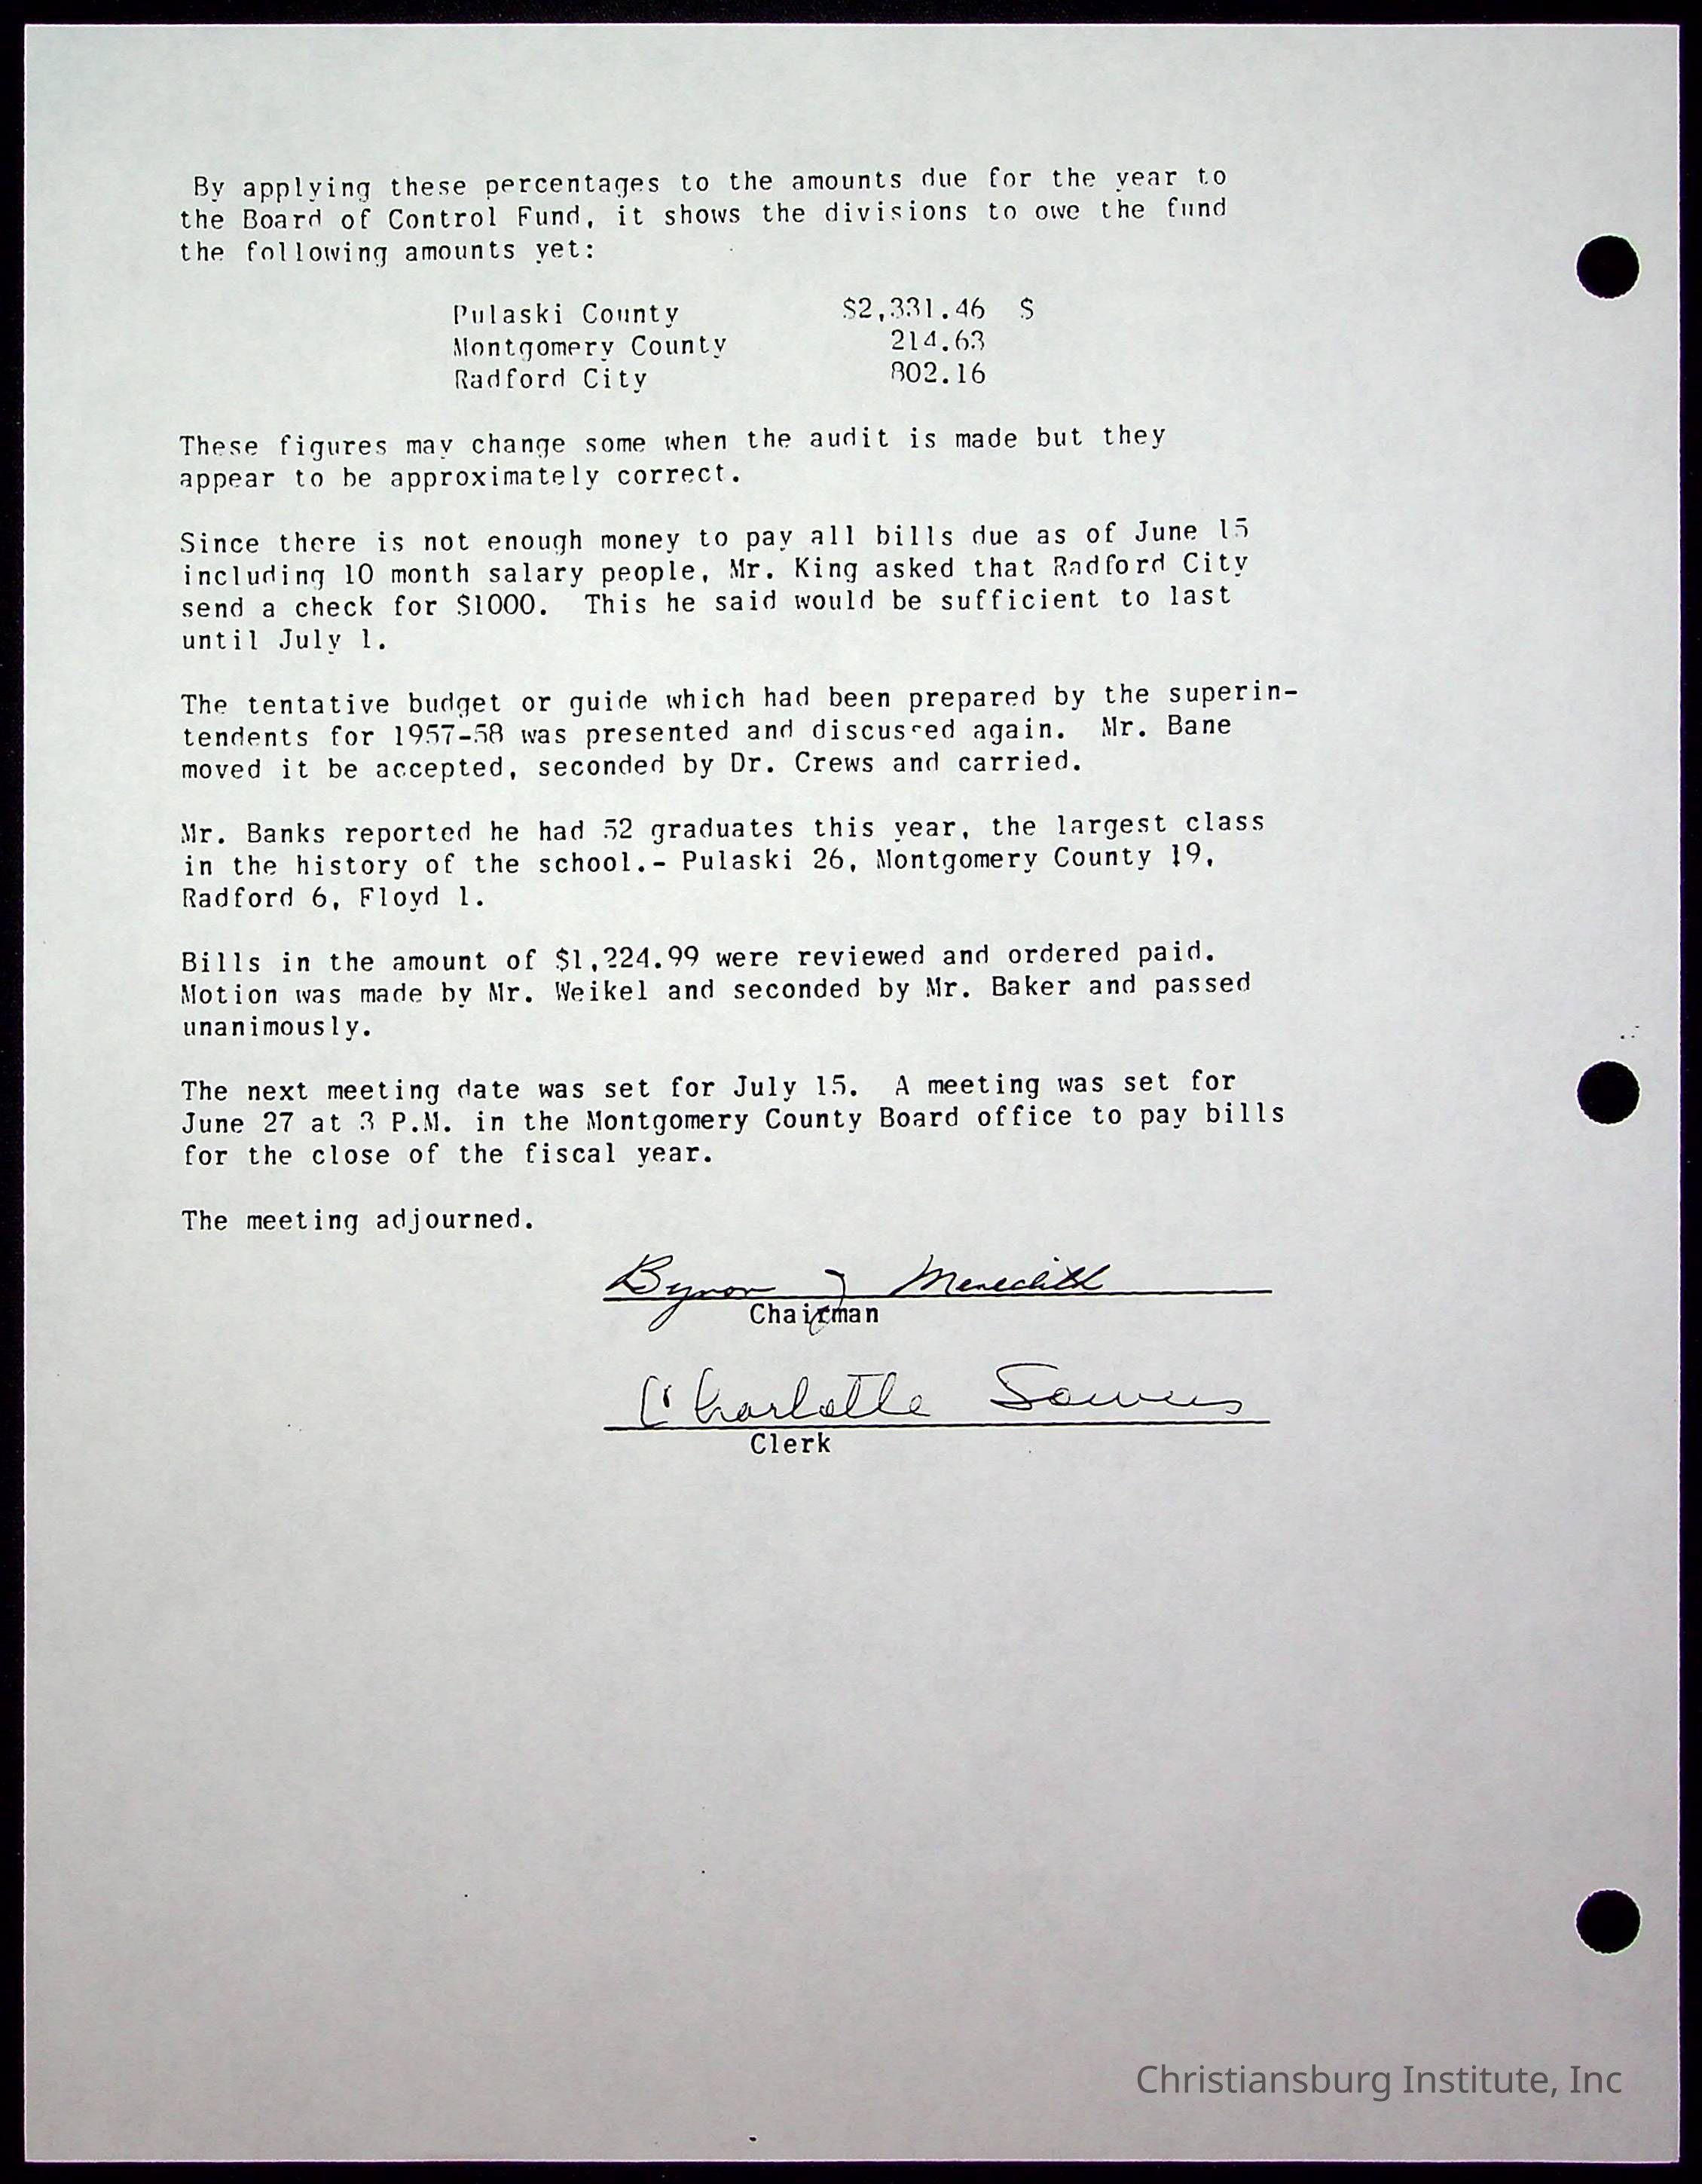 By applying these percentages to the amounts due for the year to
the Board of Control Fund, it shows the divisions to owe the fund
the following amounts yet:
Pulaski County $2,331.46 $
Montgomery County 214.63
Radford City 802.16
These figures may change some when the audit is made but they
appear to be approximately correct.
Since there is not enough money to pay all bills due as of June 15
including 10 month salary people, Mr. King asked that Radford City
send a check for $1000. This he said would be sufficient to last
until July 1.
The tentative budget or guide which had been prepared by the superin-
tendents for 1957-58 was presented and discussed again. Mr. Bane
moved it be accepted, seconded by Dr. Crews and carried.
Mr. Banks reported he had 52 graduates this year, the largest class
in the history of the school.- Pulaski 26, Montgomery County 19,
Radford 6, Floyd 1.
Bills in the amount of $1,224.99 were reviewed and ordered paid.
Motion was made by Mr. Weikel and seconded by Mr. Baker and passed
unanimously.
The next meeting date was set for July 15. A meeting was set for
June 27 at 3 P.M. in the Montgomery County Board office to pay bills
for the close of the fiscal year.
The meeting adjourned.
Byron Meredith
Chairman
Charlotte Sowers
Clerk
Christiansburg Institute, Inc